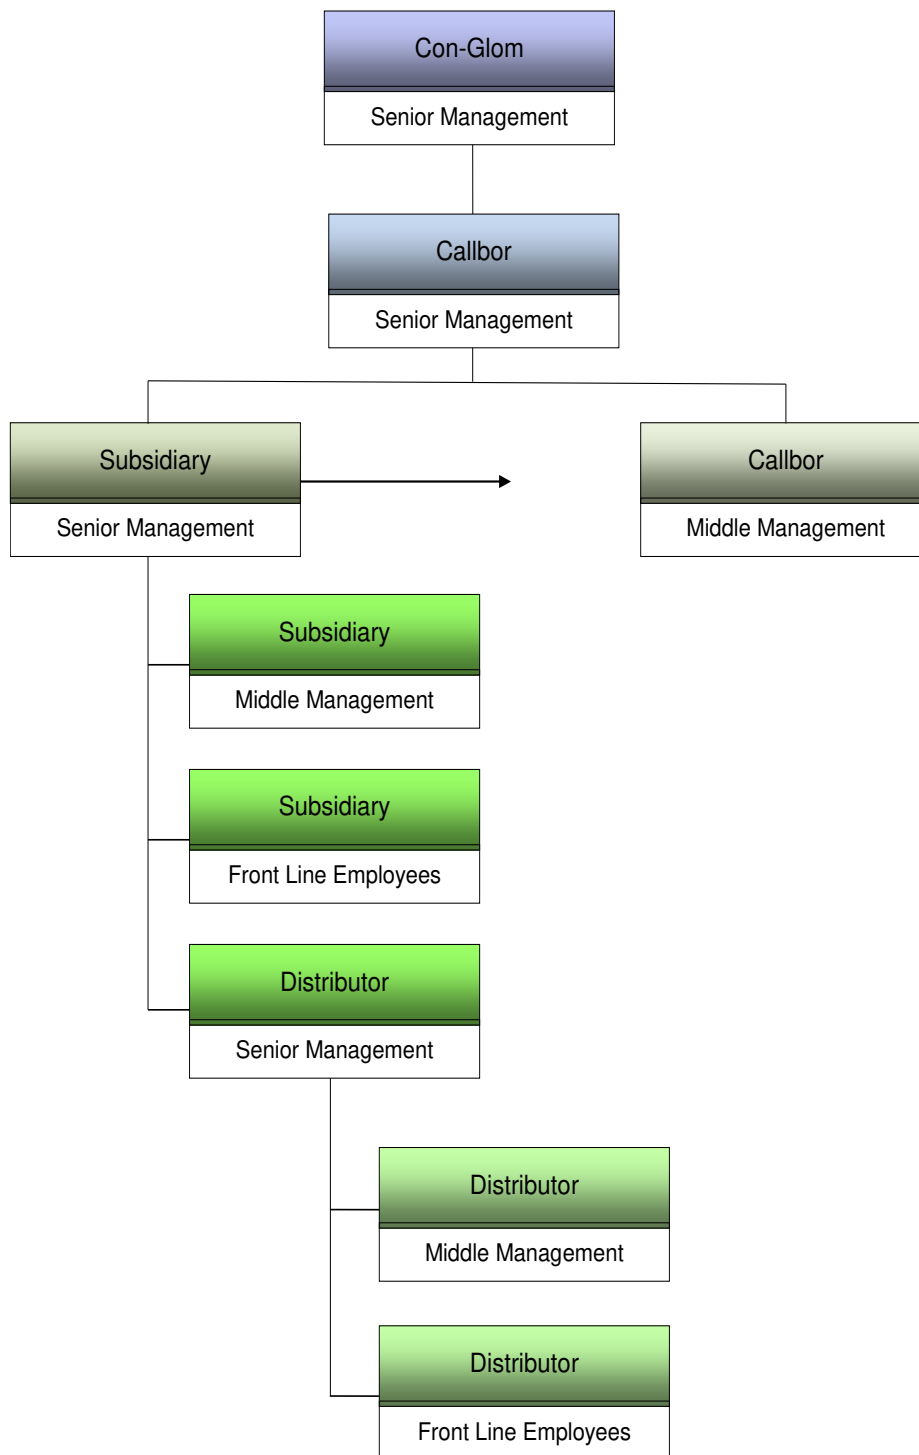 Con-Glom
Senior Management
Callbor
Senior Management
Subsidiary
Senior Management
Callbor
Middle Management
Subsidiary
Middle Management
Subsidiary
Front Line Employees
Distributor
Senior Management
Distributor
Middle Management
Distributor
Front Line Employees